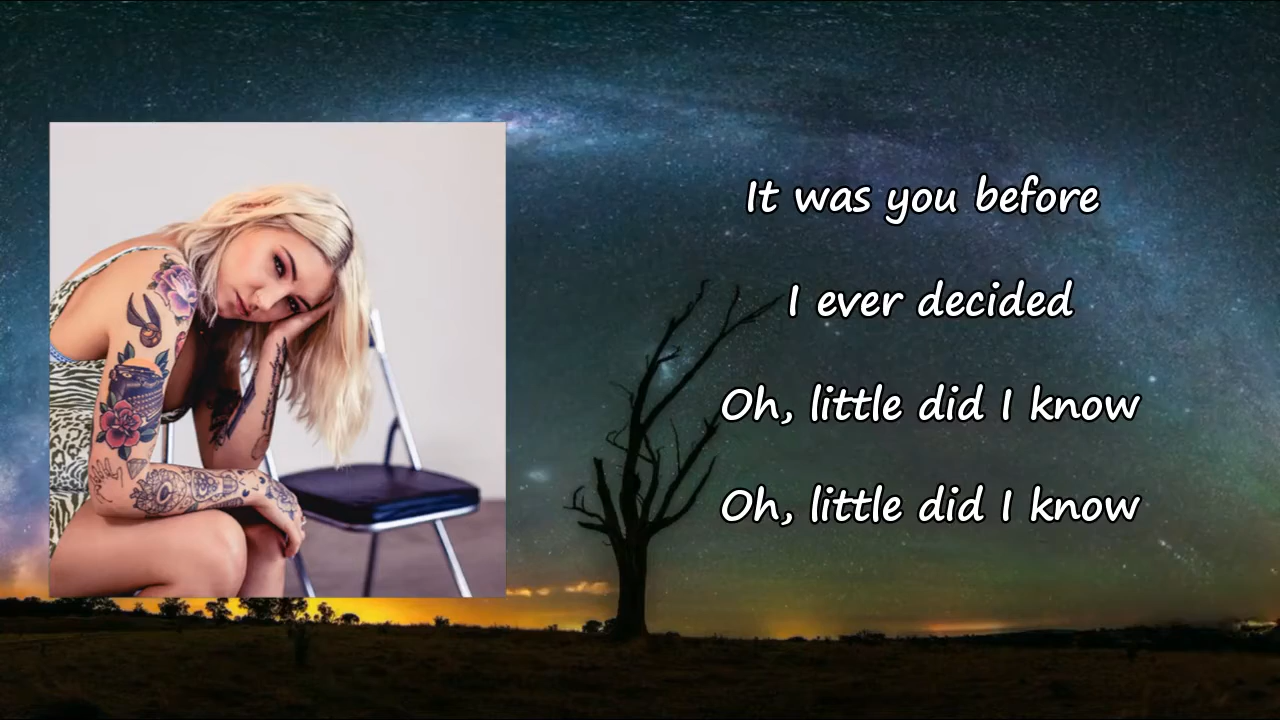 It was you before
I ever decided
Oh, little did I know
Oh, little did I know